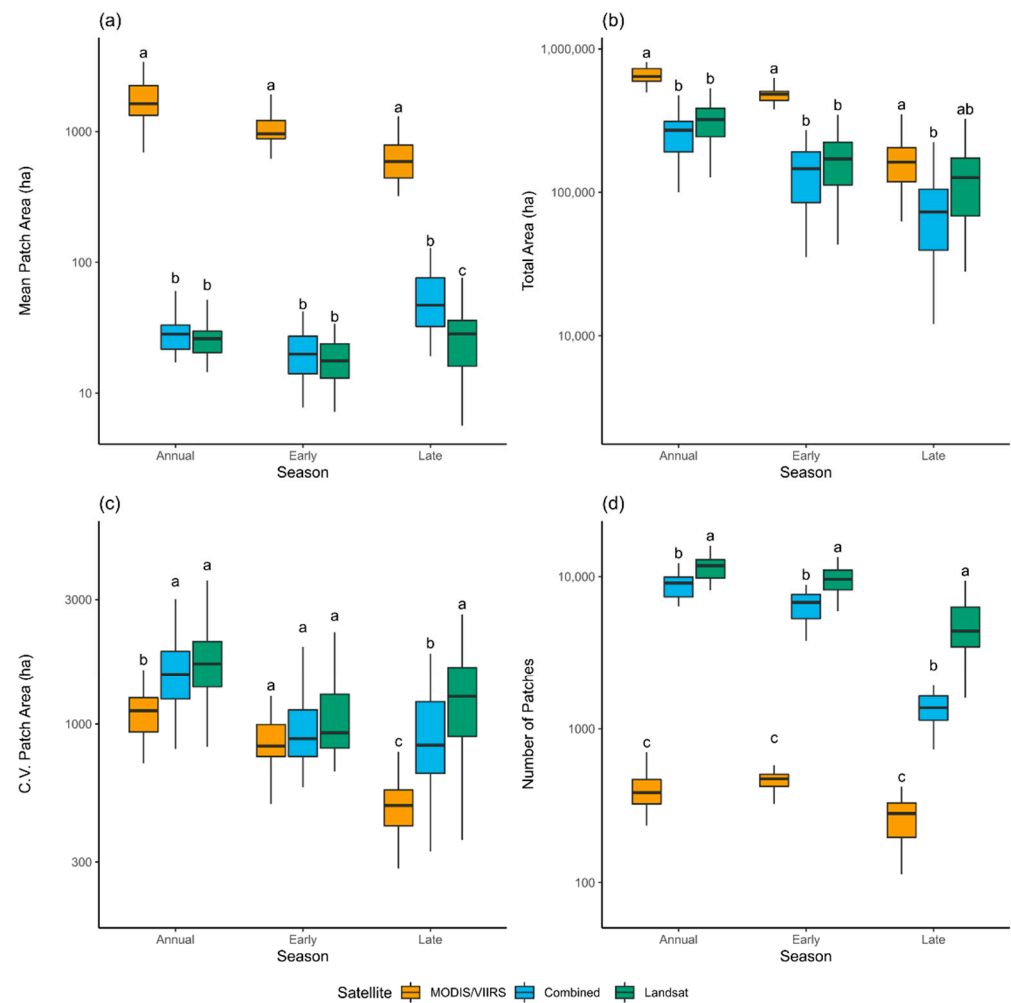 (a)
a
a
a
1000
b
c
100
b b
b b
10
Mean Patch Area (ha)
Annual Early Late
Season
(b)
1,000,000
a
b b
a
b b
a
b
ab
100,000
10,000
Total Area (ha)
Annual Early Late
Season
(c)
3000
b
a
a
a
a
a
c
b
a
1000
300
C.V. Patch Area (ha)
Annual Early Late
Season
(d)
10,000
c
b
a
c
b
a
c
b
a
1000
100
Number of Patches
Annual Early Late
Season
Satellite MODIS/VIIRS Combined Landsat